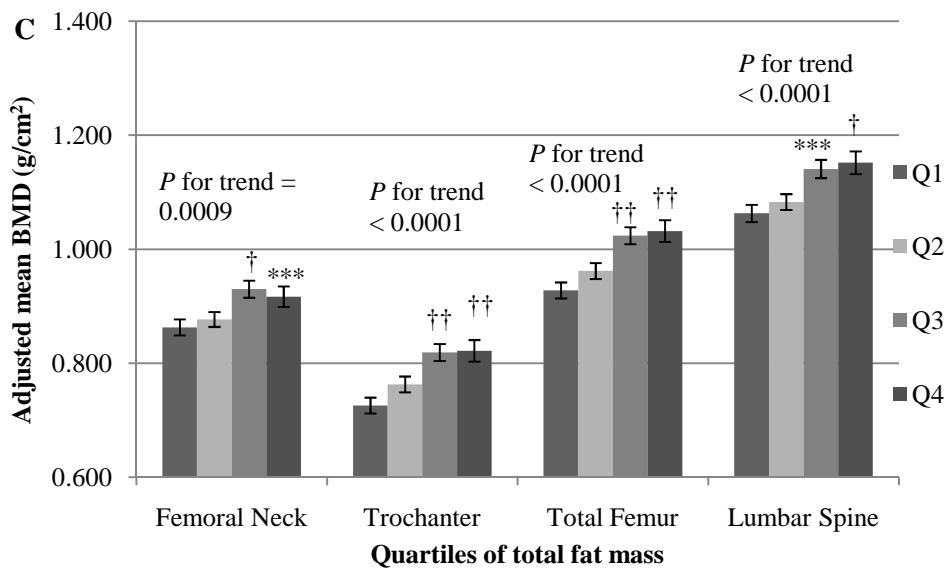 C
1.400
1.200
1.000
0.800
0.600
Adjusted mean BMD (g/cm²)
P for trend =
0.0009
P for trend
< 0.0001
P for trend
< 0.0001
P for trend
< 0.0001
†
***
††
††
††
††
***
†
Q1
Q2
Q3
Q4
Femoral Neck
Trochanter
Total Femur
Lumbar Spine
Quartiles of total fat mass